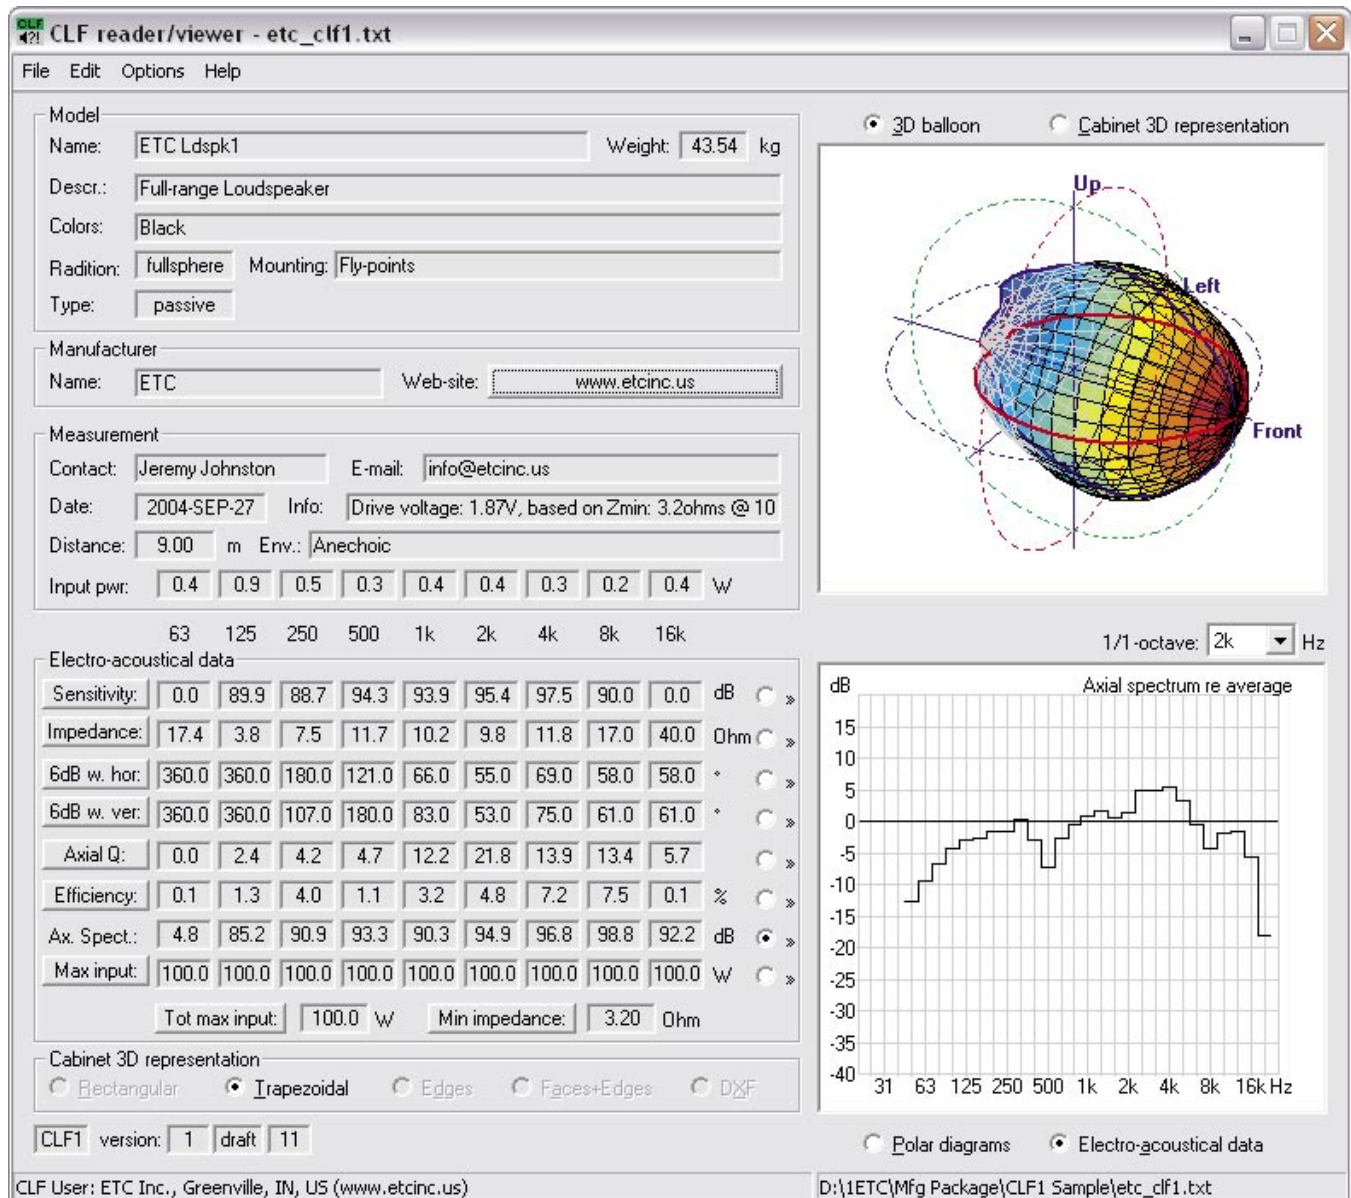 CLF reader/viewer - etc_clf1.txt
File Edit Options Help
Model
Name: ETC Ldspk1 Weight: 43.54 kg
Descr.: Full-range Loudspeaker
Colors: Black
Radition: fullsphere Mounting: Fly-points
Type: passive
Manufacturer
Name: ETC Web-site: www.etcinc.us
Measurement
Contact: Jeremy Johnston E-mail: info@etcinc.us
Date: 2004-SEP-27 Info: Drive voltage: 1.87V, based on Zmin: 3.2ohms @ 10
Distance: 9.00 m Env.: Anechoic
Input pwr: 0.4 0.9 0.5 0.3 0.4 0.4 0.3 0.2 0.4 W
63 125 250 500 1k 2k 4k 8k 16k
Electro-acoustical data
Sensitivity: 0.0 89.9 88.7 94.3 93.9 95.4 97.5 90.0 0.0 dB »
Impedance: 17.4 3.8 7.5 11.7 10.2 9.8 11.8 17.0 40.0 Ohm »
6dB w. hor: 360.0 360.0 180.0 121.0 66.0 55.0 69.0 58.0 58.0 ° »
6dB w. ver: 360.0 360.0 107.0 180.0 83.0 53.0 75.0 61.0 61.0 ° »
Axial Q: 0.0 2.4 4.2 4.7 12.2 21.8 13.9 13.4 5.7 »
Efficiency: 0.1 1.3 4.0 1.1 3.2 4.8 7.2 7.5 0.1 % »
Ax. Spect.: 4.8 85.2 90.9 93.3 90.3 94.9 96.8 98.8 92.2 dB »
Max input: 100.0 100.0 100.0 100.0 100.0 100.0 100.0 100.0 100.0 W »
Tot max input: 100.0 W Min impedance: 3.20 Ohm
Cabinet 3D representation
Rectangular Trapezoidal Edges Faces+Edges DXF
CLF1 version: 1 draft 11
CLF User: ETC Inc., Greenville, IN, US (www.etcinc.us)
3D balloon Cabinet 3D representation
Up
Left
Front
1/1-octave: 2k Hz
dB Axial spectrum re average
15
10
5
0
-5
-10
-15
-20
-25
-30
-35
-40
31 63 125 250 500 1k 2k 4k 8k 16k Hz
Polar diagrams Electro-acoustical data
D:\1ETC\Mfg Package\CLF1 Sample\etc_clf1.txt